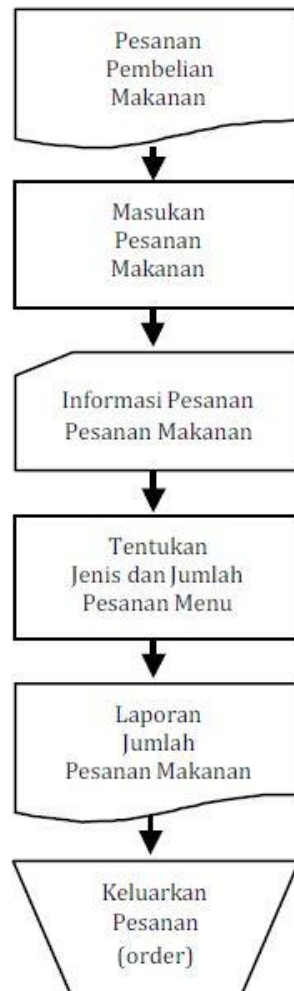 Pesanan
Pembelian
Makanan
Masukan
Pesanan
Makanan
Informasi Pesanan
Pesanan Makanan
Tentukan
Jenis dan Jumlah
Pesanan Menu
Laporan
Jumlah
Pesanan Makanan
Keluarkan
Pesanan
(order)